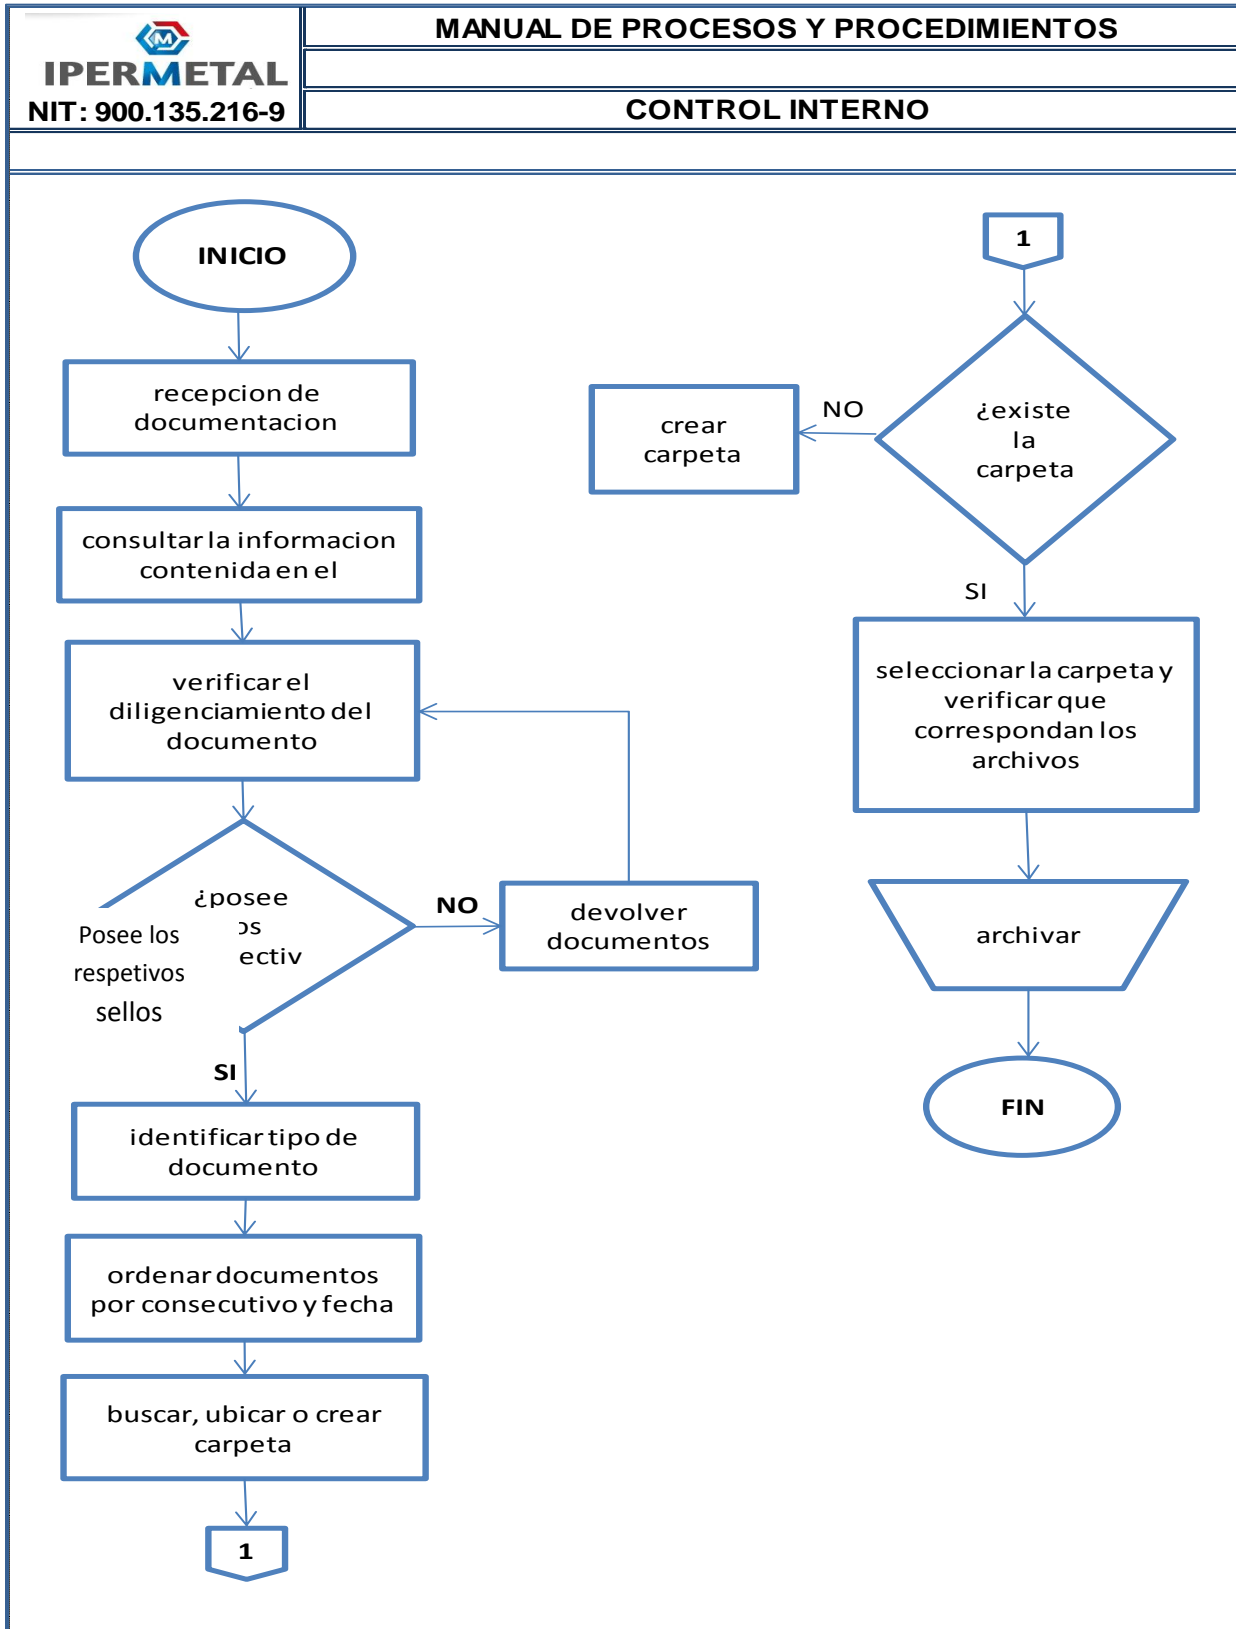 MANUAL DE PROCESOS Y PROCEDIMIENTOS
M
IPERMETAL
NIT: 900.135.216-9
CONTROL INTERNO
INICIO
recepcion de
documentacion
consultar la informacion
contenida en el
verificar el
diligenciamiento del
documento
¿posee
Posee los
respetivos
sellos
NO
devolver
documentos
SI
identificar tipo de
documento
ordenar documentos
por consecutivo y fecha
buscar, ubicar o crear
carpeta
1
1
¿existe
la
carpeta
NO
crear
carpeta
SI
seleccionar la carpeta y
verificar que
correspondan los
archivos
archivar
FIN